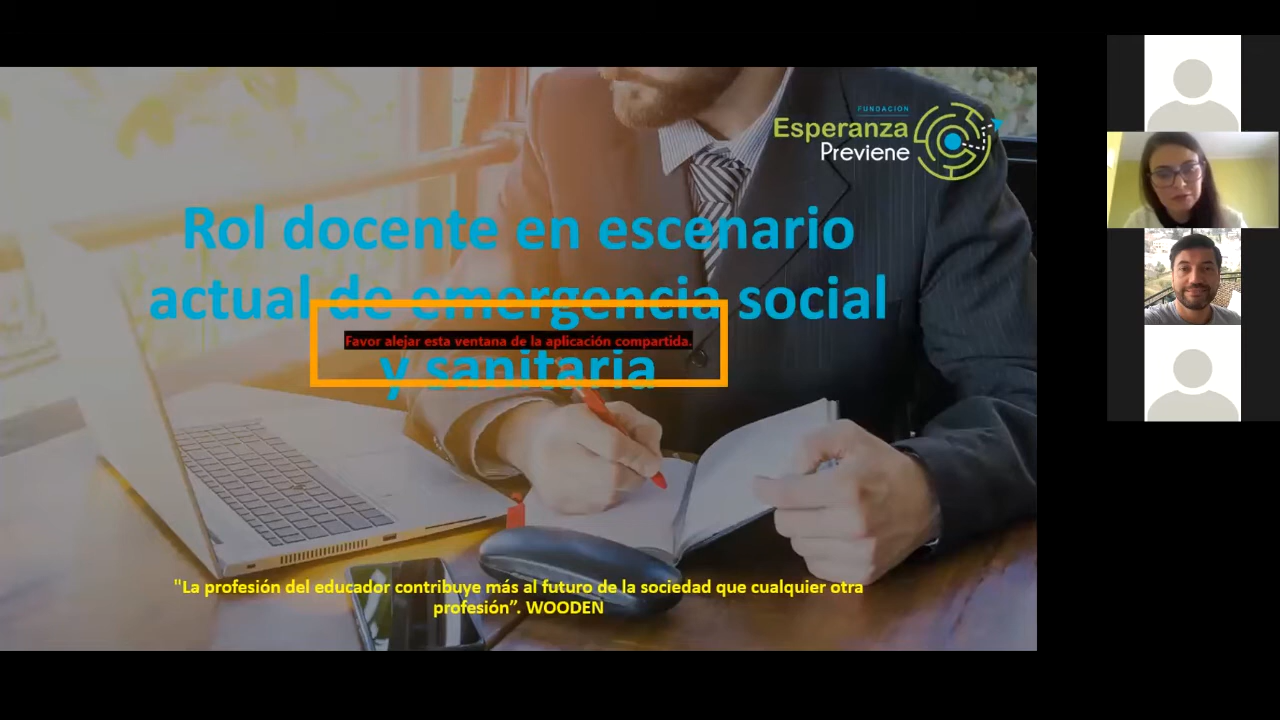 FUNDACIÓN
Esperanza
Previene
Rol docente en escenario
actual de emergencia social
Favor alejar esta ventana de la aplicación compartida.
y sanitaria
"La profesión del educador contribuye más al futuro de la sociedad que cualquier otra
profesión”. WOODEN